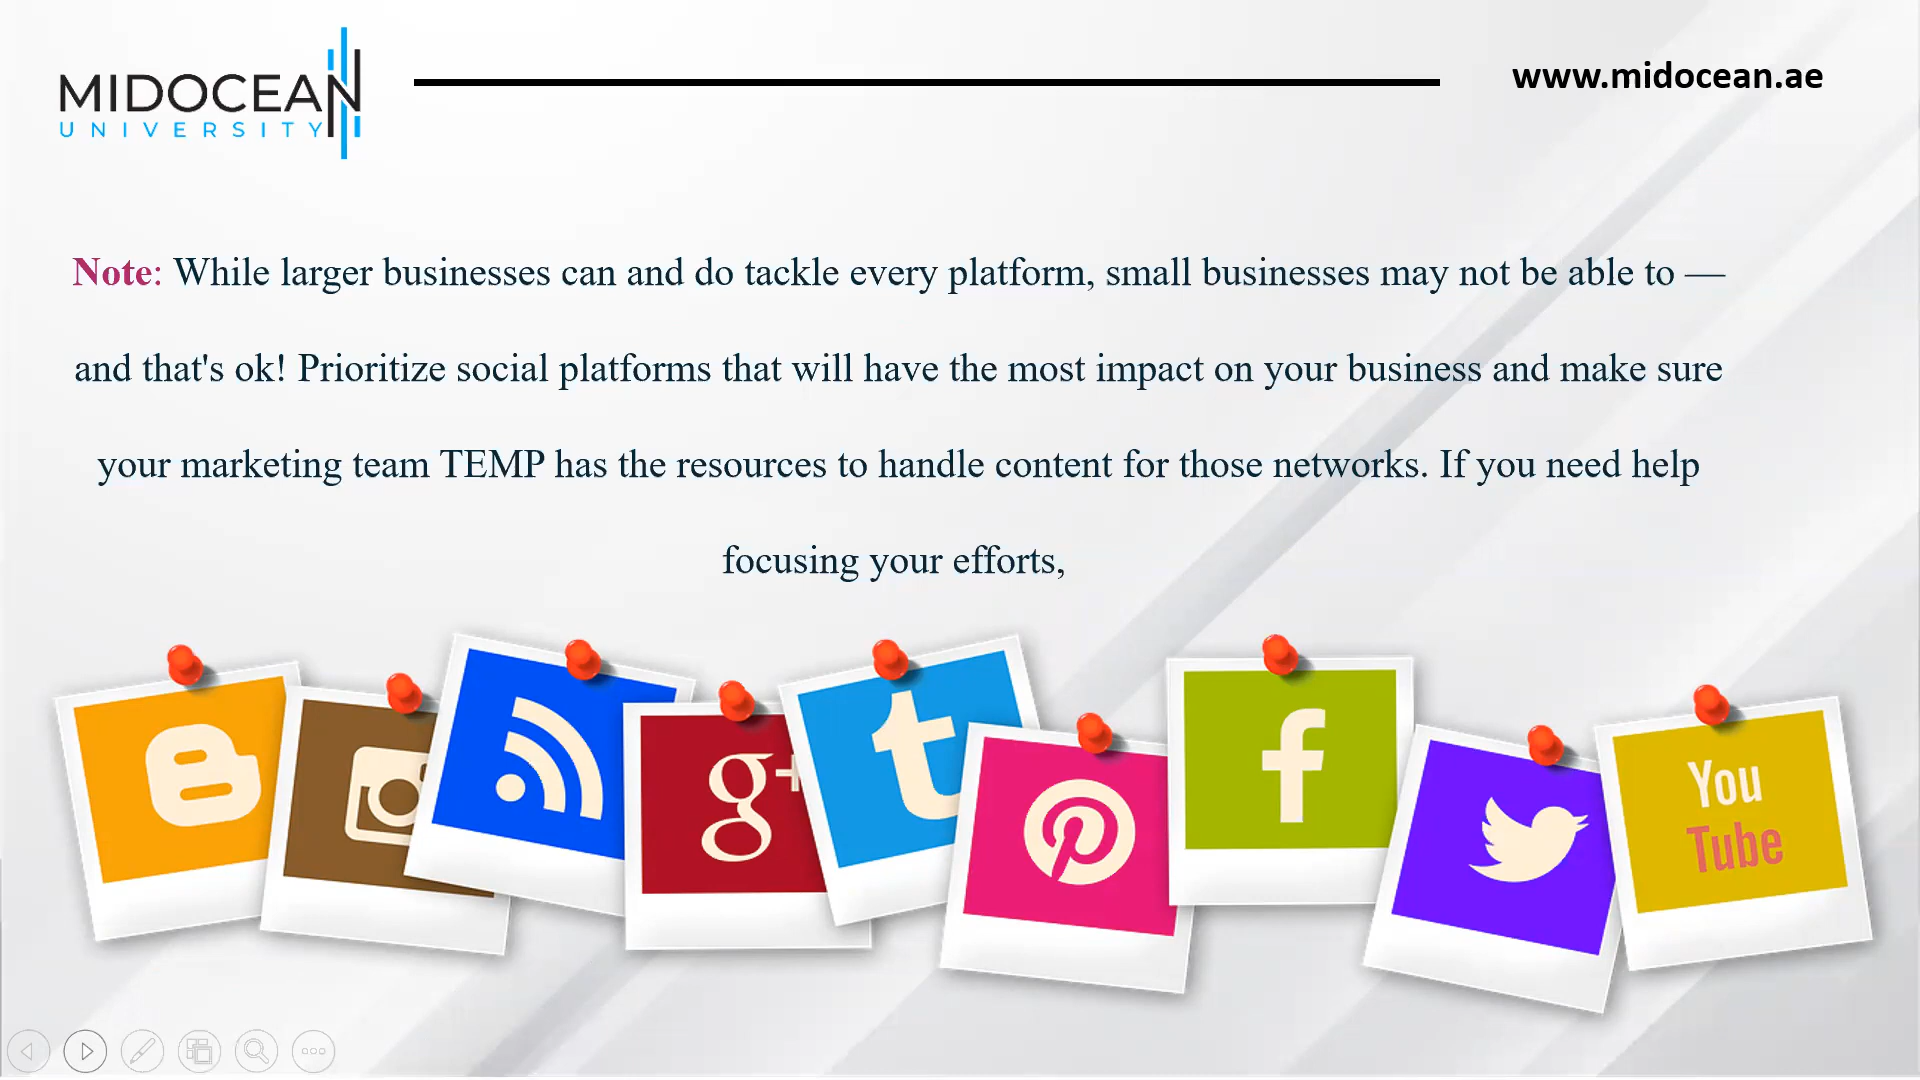 MIDOCEAN
UNIVERSITY
www.midocean.ae
Note: While larger businesses can and do tackle every platform, small businesses may not be able to —
and that's ok! Prioritize social platforms that will have the most impact on your business and make sure
your marketing team TEMP has the resources to handle content for those networks. If you need help
focusing your efforts,
g+
t
f
You
Tube